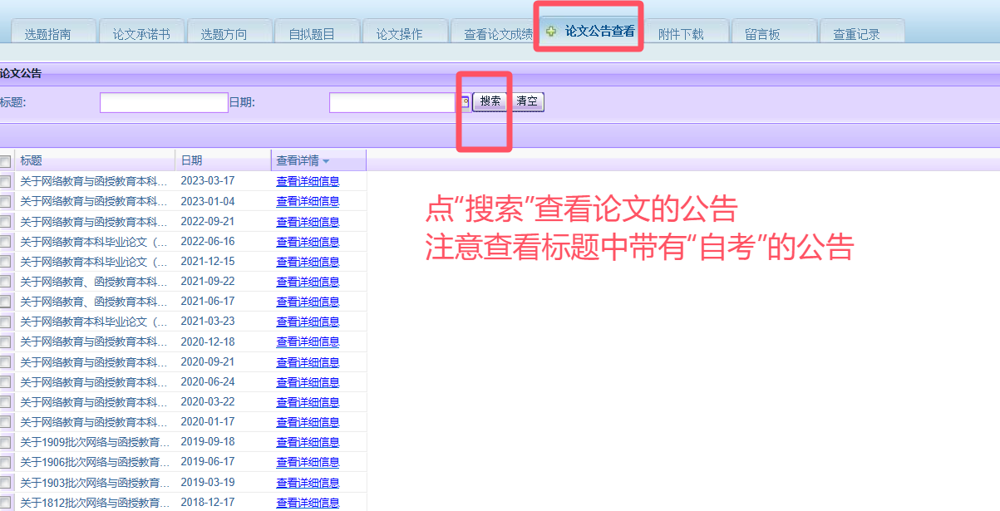 选题指南 论文承诺书 选题方向 自拟题目 论文操作 查看论文成绩 论文公告查看 附件下载 留言板 查重记录
论文公告
标题: 日期: 搜索 清空
标题 日期 查看详情
关于网络教育与函授教育本科... 2023-03-17 查看详细信息
关于网络教育与函授教育本科... 2023-01-04 查看详细信息
点“搜索”查看论文的公告
关于网络教育与函授教育本科... 2022-09-21 查看详细信息
关于网络教育本科毕业论文（... 2022-06-16 查看详细信息
注意查看标题中带有“自考”的公告
关于网络教育本科毕业论文（... 2021-12-15 查看详细信息
关于网络教育、函授教育本科... 2021-09-22 查看详细信息
关于网络教育、函授教育本科... 2021-06-17 查看详细信息
关于网络教育本科毕业论文（... 2021-03-23 查看详细信息
关于网络教育与函授教育本科... 2020-12-18 查看详细信息
关于网络教育与函授教育本科... 2020-09-21 查看详细信息
关于网络教育与函授教育本科... 2020-06-24 查看详细信息
关于网络教育与函授教育本科... 2020-03-22 查看详细信息
关于网络教育与函授教育本科... 2020-01-17 查看详细信息
关于1909批次网络与函授教育... 2019-09-18 查看详细信息
关于1906批次网络与函授教育... 2019-06-17 查看详细信息
关于1903批次网络与函授教育... 2019-03-19 查看详细信息
关于1812批次网络与函授教育... 2018-12-17 查看详细信息